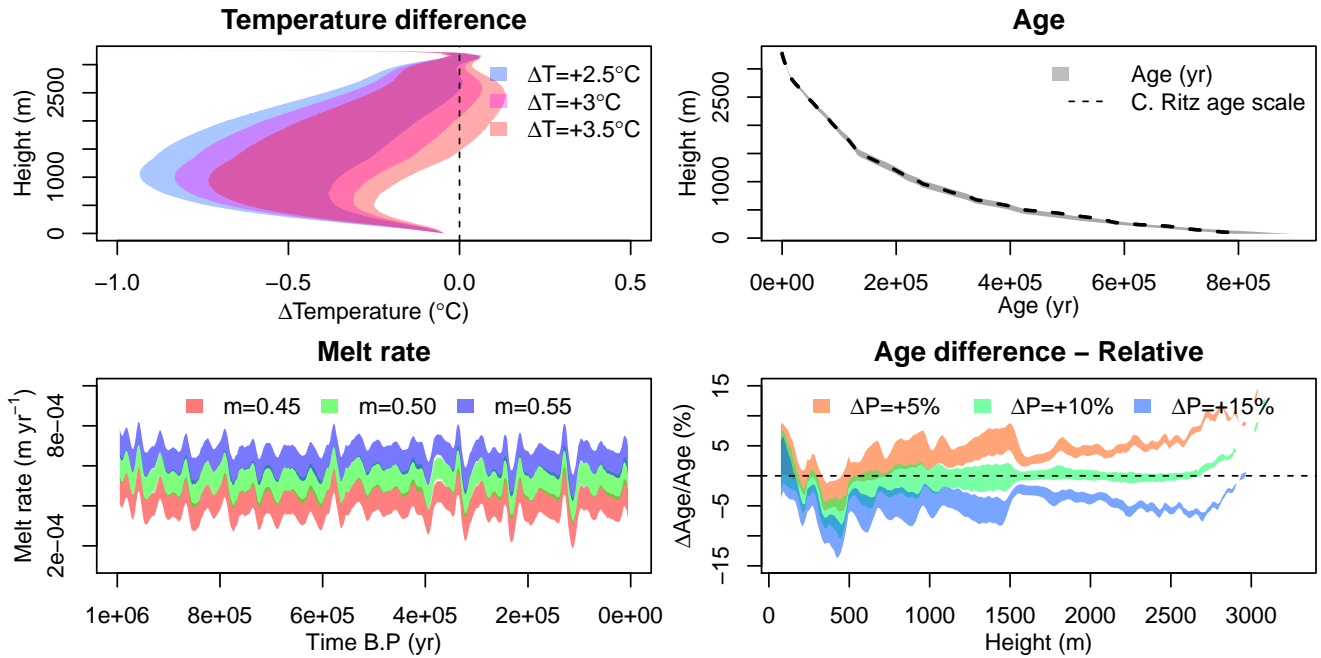 Temperature difference
Height (m)
2500
1000
0
ΔT=+2.5°C
ΔT=+3°C
ΔT=+3.5°C
−1.0 −0.5 0.0 0.5
ΔTemperature (°C)
Age
Height (m)
2500
1000
0
Age (yr)
C. Ritz age scale
0e+00 2e+05 4e+05 6e+05 8e+05
Age (yr)
Melt rate
Melt rate (m yr⁻¹)
8e−04
2e−04
m=0.45 m=0.50 m=0.55
1e+06 8e+05 6e+05 4e+05 2e+05 0e+00
Time B.P (yr)
Age difference − Relative
ΔAge/Age (%)
15
5
−5
−15
ΔP=+5% ΔP=+10% ΔP=+15%
0 500 1000 1500 2000 2500 3000
Height (m)